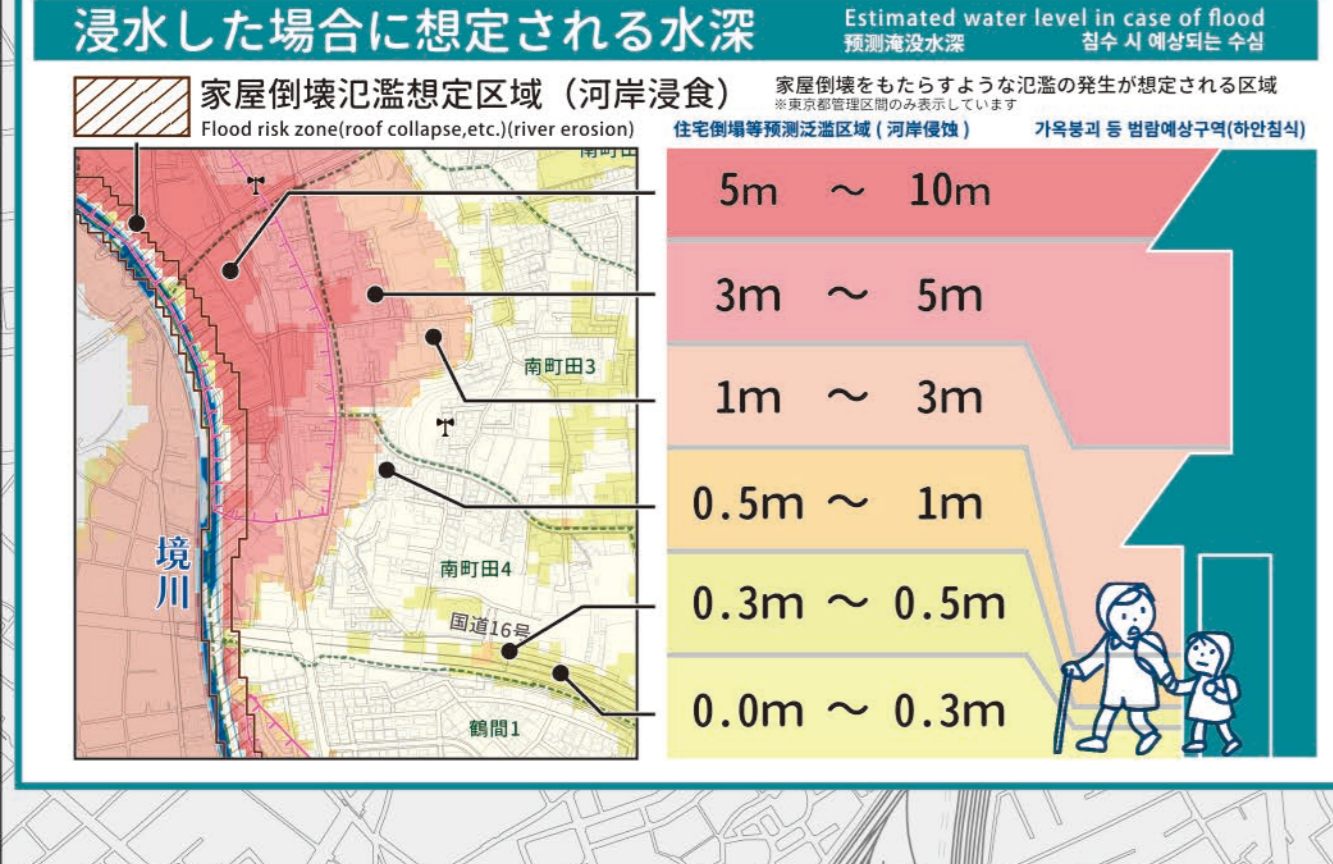 浸水した場合に想定される水深
Estimated water level in case of flood
预测淹没水深
침수 시 예상되는 수심
家屋倒壊氾濫想定区域（河岸浸食）
Flood risk zone(roof collapse,etc.)(river erosion)
家屋倒壊をもたらすような氾濫の発生が想定される区域
※東京都管理区間のみ表示しています
住宅倒塌等预测泛滥区域 ( 河岸侵蚀 )
가옥붕괴 등 범람예상구역(하안침식)
南町田3
境川
南町田4
国道16号
鶴間1
5m ～ 10m
3m ～ 5m
1m ～ 3m
0.5m ～ 1m
0.3m ～ 0.5m
0.0m ～ 0.3m